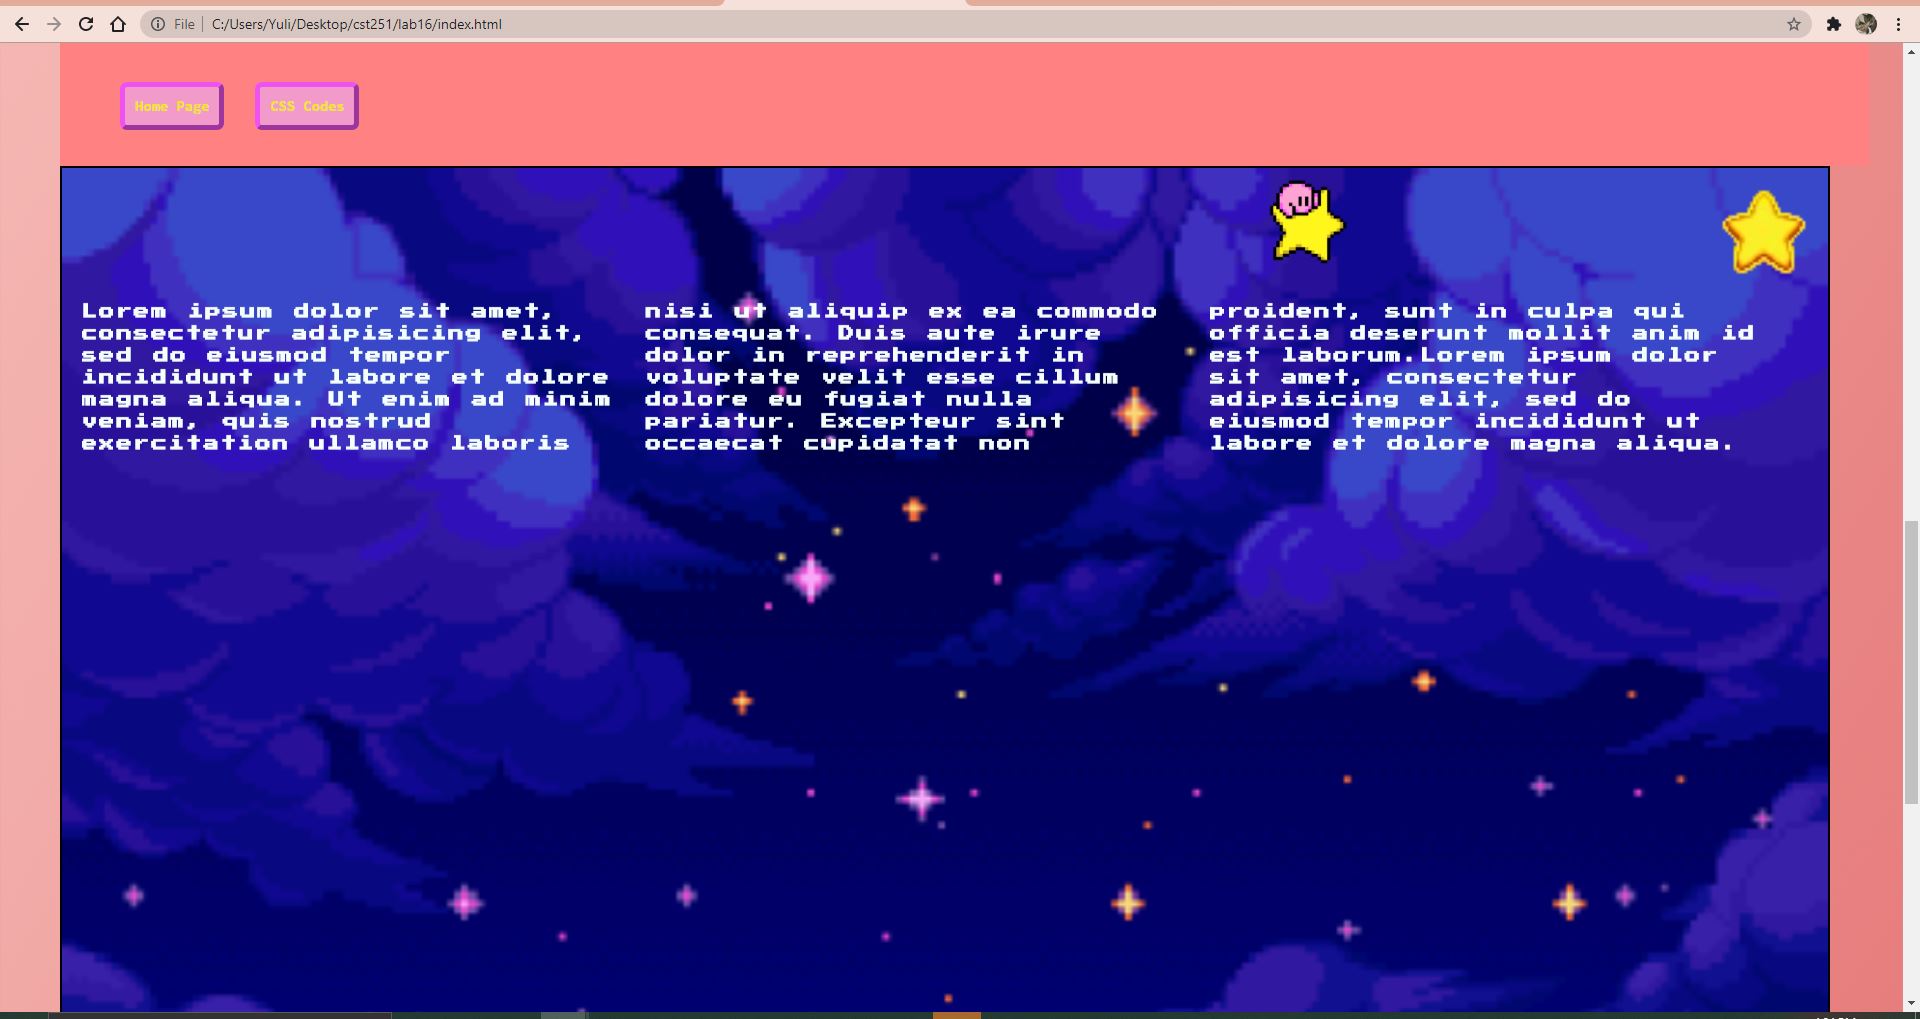 File
C:/Users/Yuli/Desktop/cst251/lab16/index.html
Home Page
CSS Codes
Lorem ipsum dolor sit amet,
consectetur adipisicing elit,
sed do eiusmod tempor
incididunt ut labore et dolore
magna aliqua. Ut enim ad minim
veniam, quis nostrud
exercitation ullamco laboris
nisi ut aliquip ex ea commodo
consequat. Duis aute irure
dolor in reprehenderit in
voluptate velit esse cillum
dolore eu fugiat nulla
pariatur. Excepteur sint
occaecat cupidatat non
proident, sunt in culpa qui
officia deserunt mollit anim id
est laborum.Lorem ipsum dolor
sit amet, consectetur
adipisicing elit, sed do
eiusmod tempor incididunt ut
labore et dolore magna aliqua.